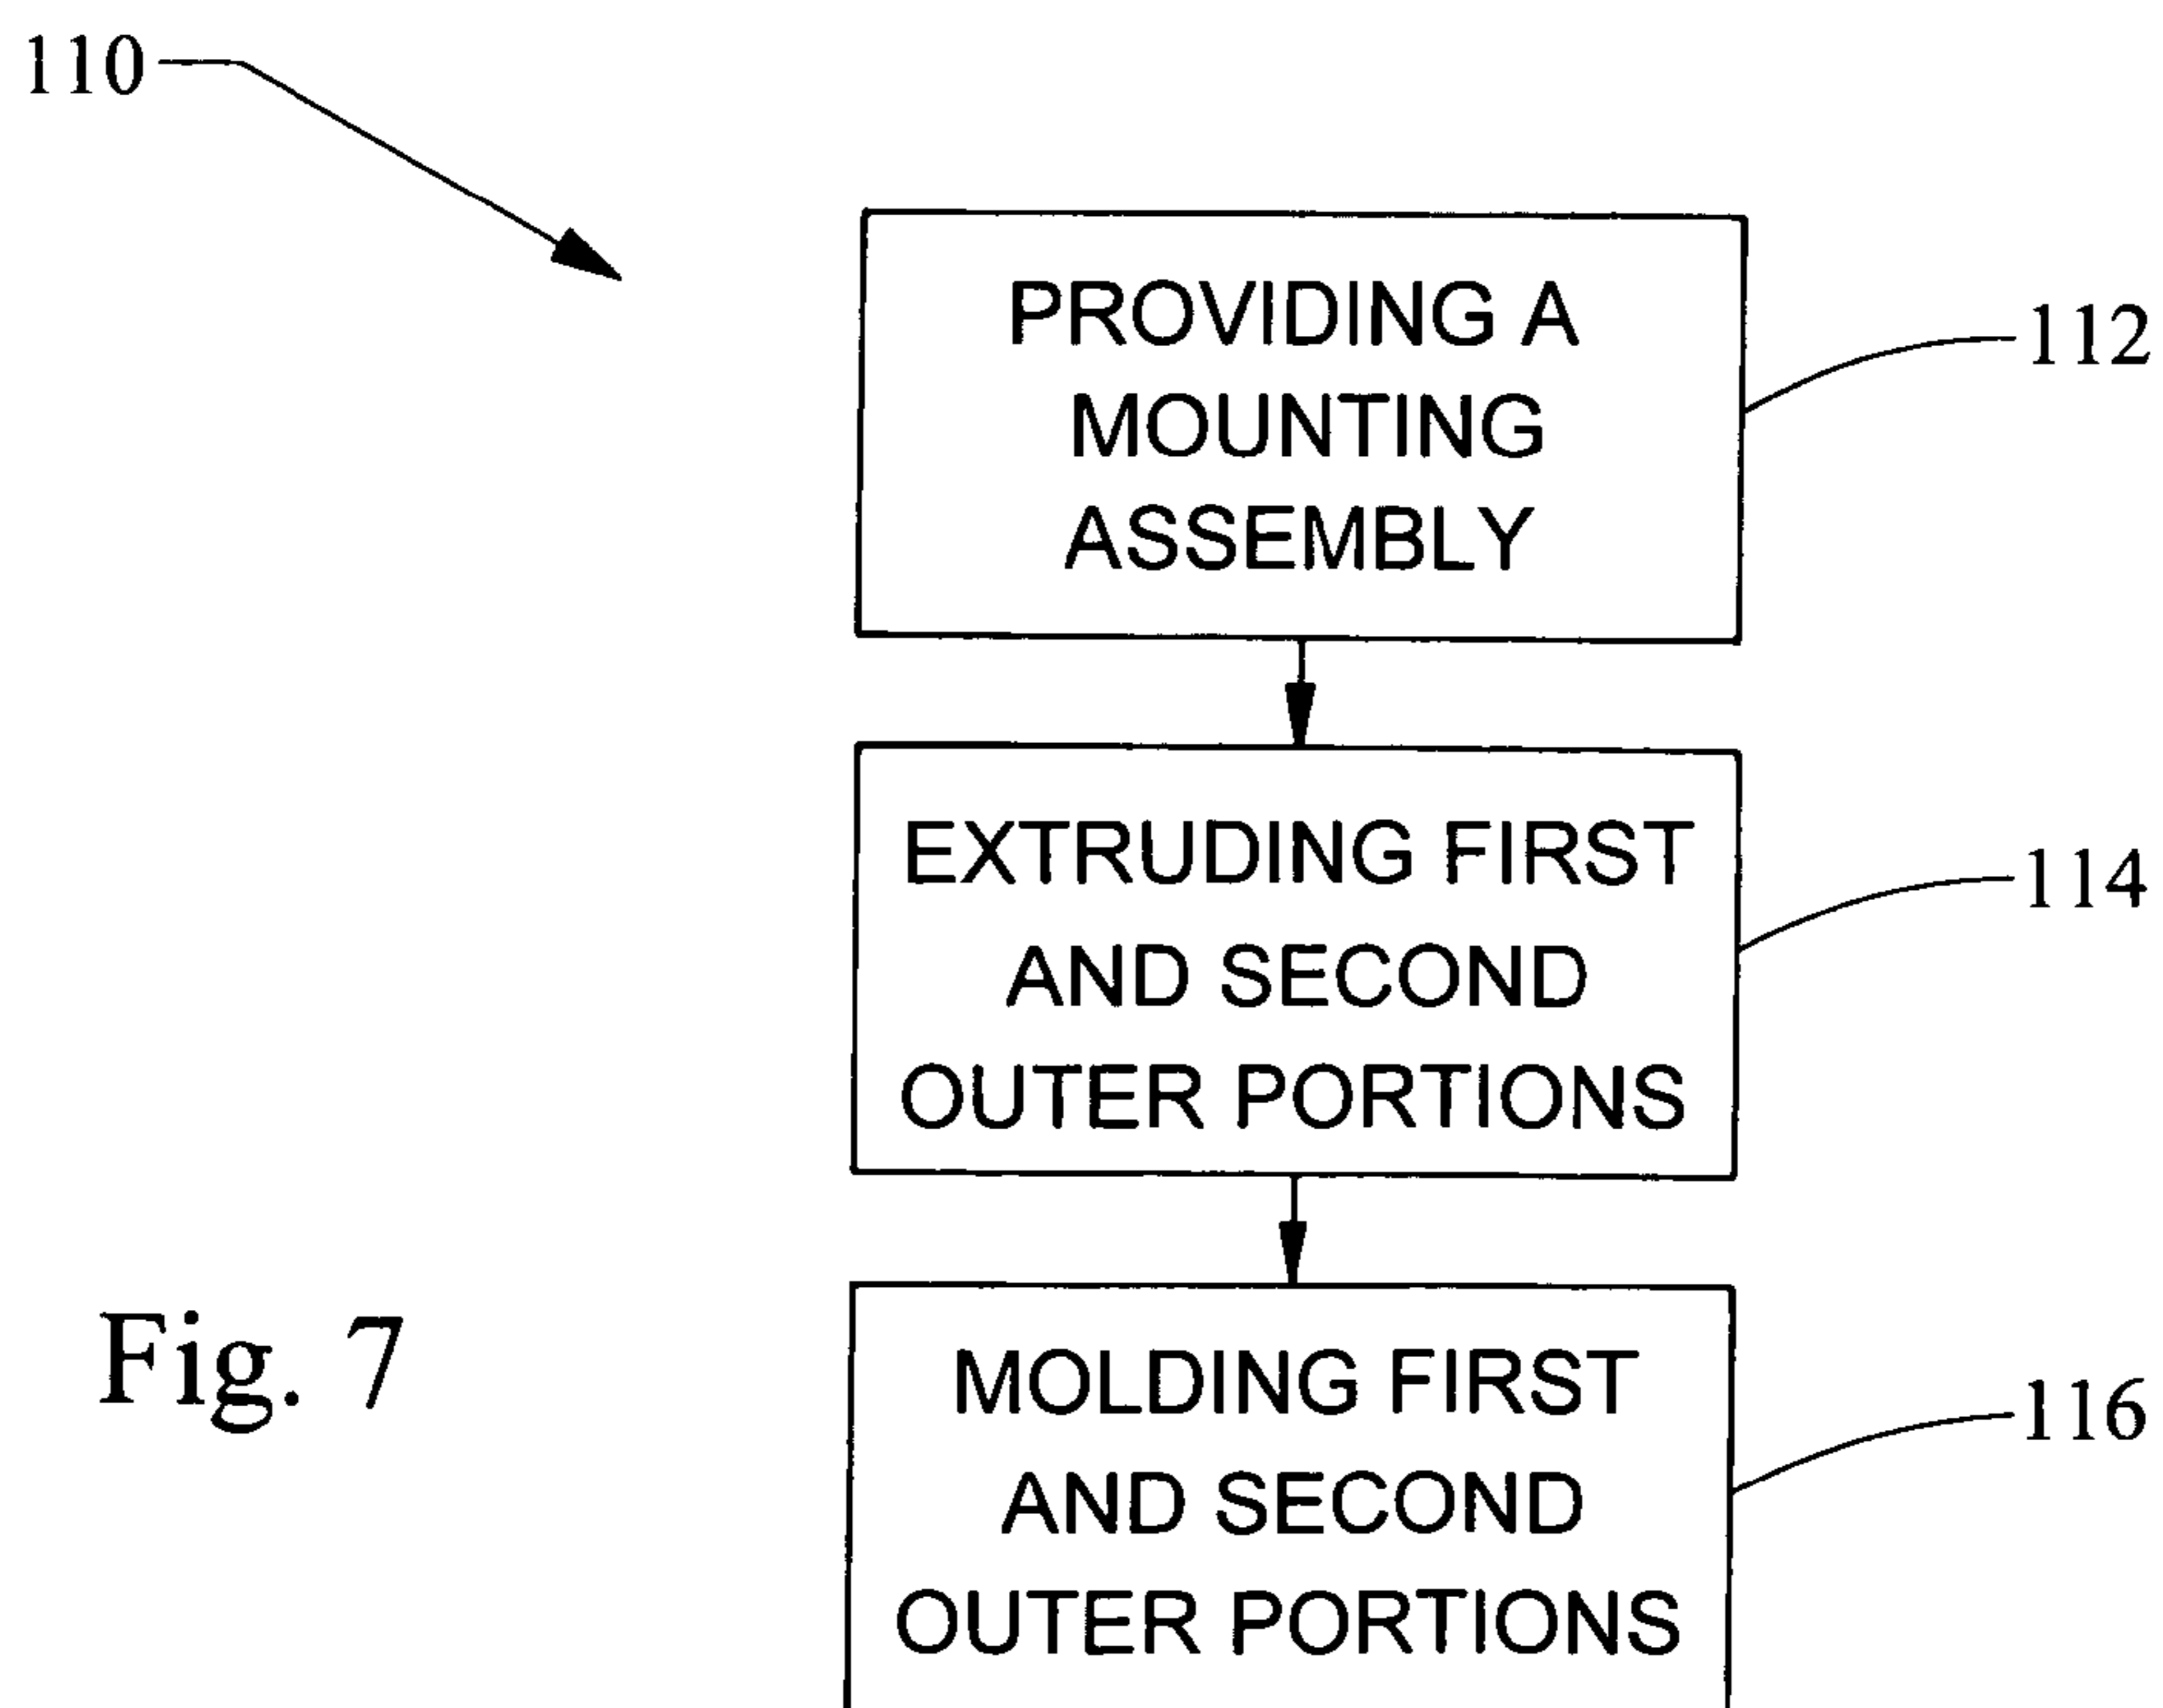 110
PROVIDING A
MOUNTING
ASSEMBLY
112
EXTRUDING FIRST
AND SECOND
OUTER PORTIONS
114
MOLDING FIRST
AND SECOND
OUTER PORTIONS
116
Fig. 7